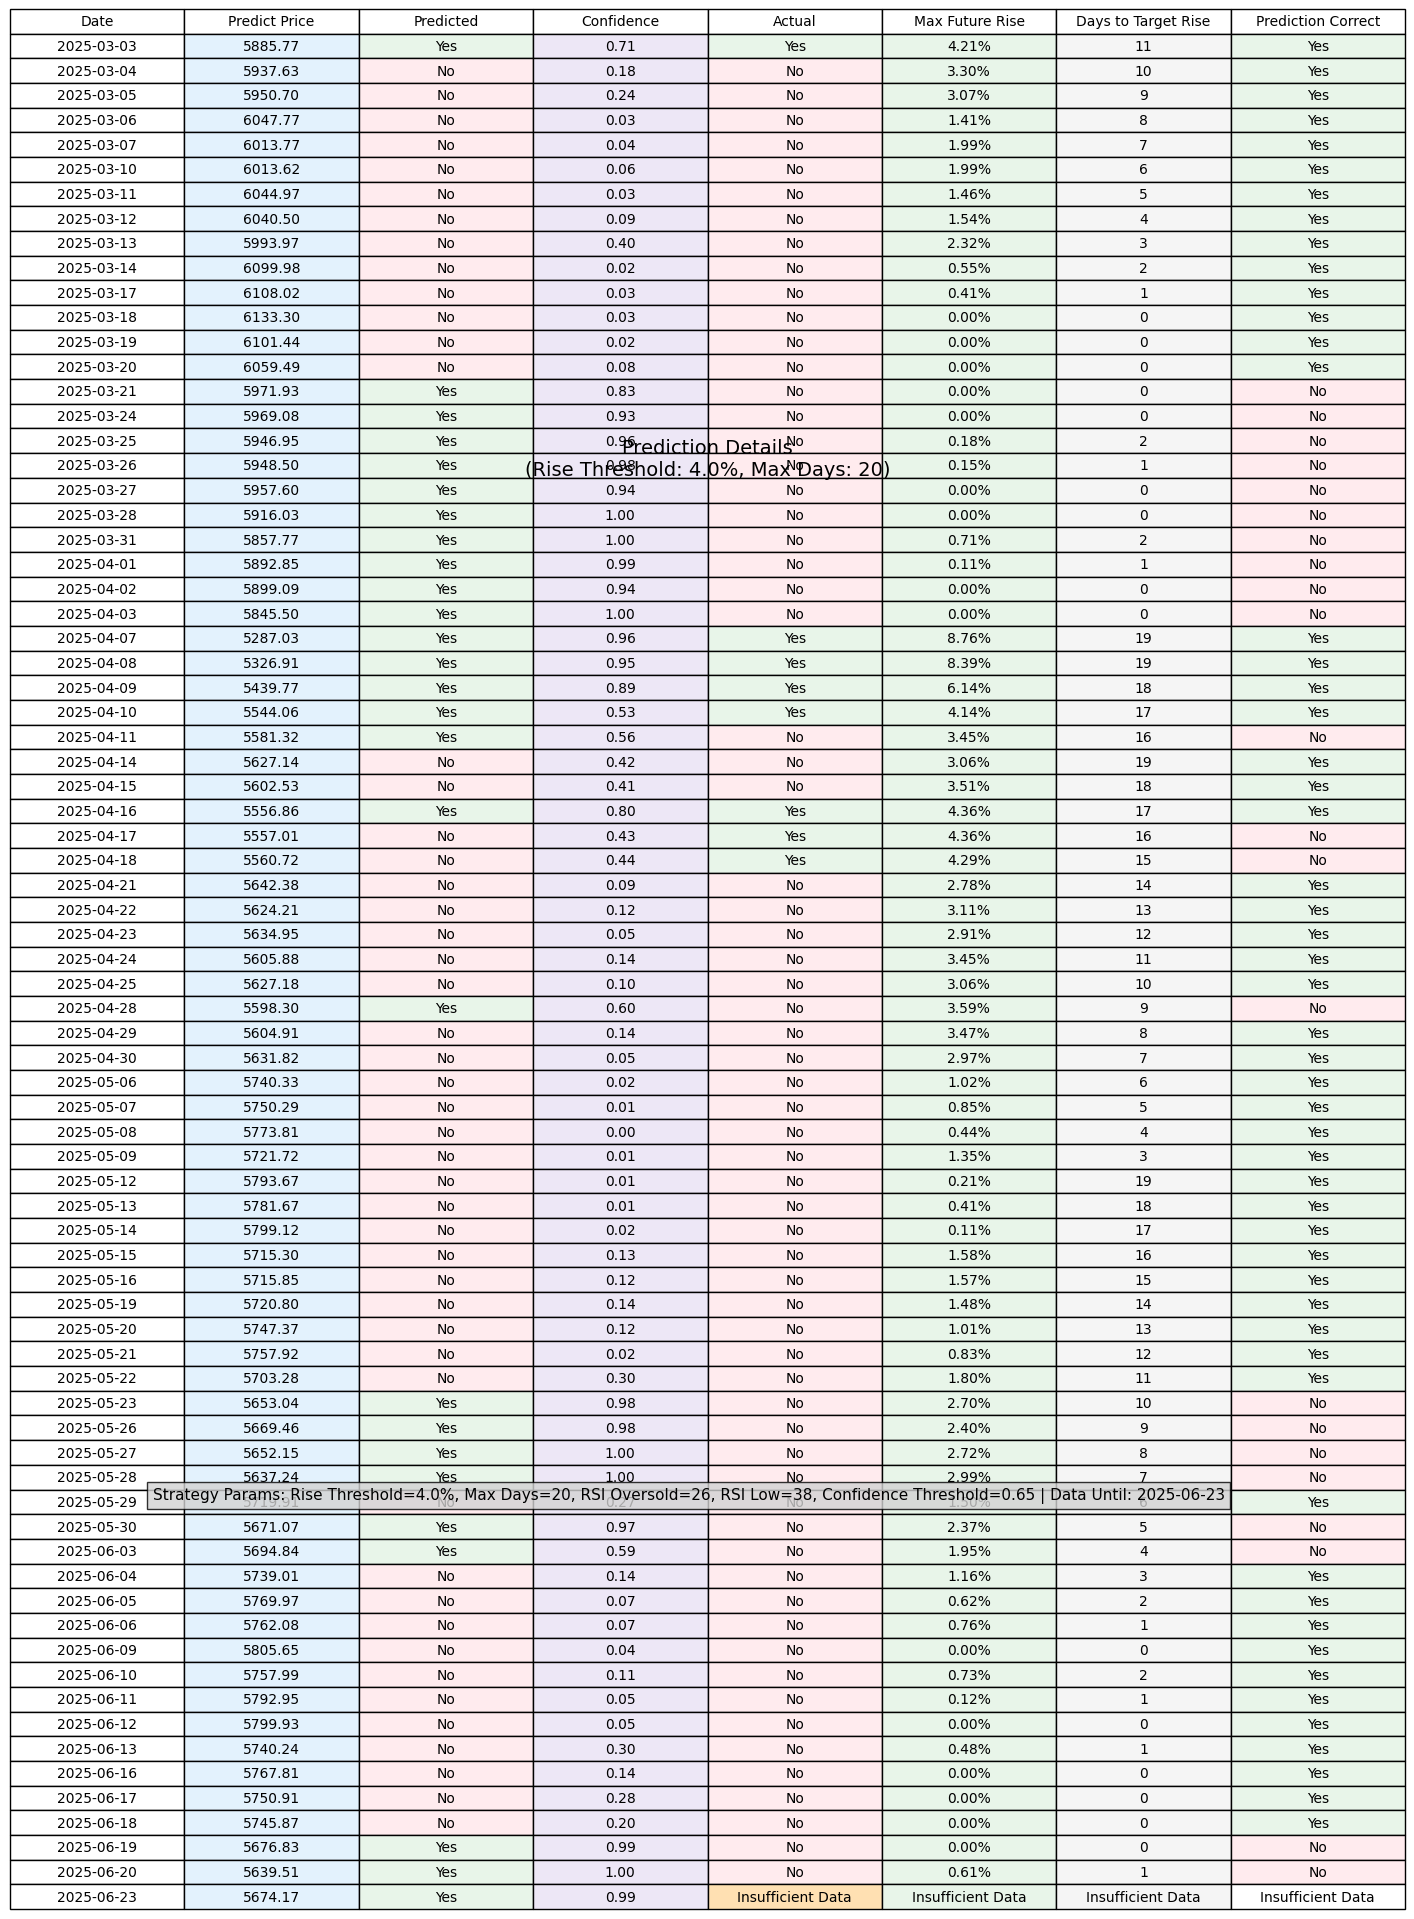 Date Predict Price Predicted Confidence Actual Max Future Rise Days to Target Rise Prediction Correct
2025-03-03 5885.77 Yes 0.71 Yes 4.21% 11 Yes
2025-03-04 5937.63 No 0.18 No 3.30% 10 Yes
2025-03-05 5950.70 No 0.24 No 3.07% 9 Yes
2025-03-06 6047.77 No 0.03 No 1.41% 8 Yes
2025-03-07 6013.77 No 0.04 No 1.99% 7 Yes
2025-03-10 6013.62 No 0.06 No 1.99% 6 Yes
2025-03-11 6044.97 No 0.03 No 1.46% 5 Yes
2025-03-12 6040.50 No 0.09 No 1.54% 4 Yes
2025-03-13 5993.97 No 0.40 No 2.32% 3 Yes
2025-03-14 6099.98 No 0.02 No 0.55% 2 Yes
2025-03-17 6108.02 No 0.03 No 0.41% 1 Yes
2025-03-18 6133.30 No 0.03 No 0.00% 0 Yes
2025-03-19 6101.44 No 0.02 No 0.00% 0 Yes
2025-03-20 6059.49 No 0.08 No 0.00% 0 Yes
2025-03-21 5971.93 Yes 0.83 No 0.00% 0 No
2025-03-24 5969.08 Yes 0.93 No 0.00% 0 No
2025-03-25 5946.95 Yes 0.96 No 0.18% 2 No
Prediction Details
2025-03-26 5948.50 Yes 0.98 No 0.15% 1 No
(Rise Threshold: 4.0%, Max Days: 20)
2025-03-27 5957.60 Yes 0.94 No 0.00% 0 No
2025-03-28 5916.03 Yes 1.00 No 0.00% 0 No
2025-03-31 5857.77 Yes 1.00 No 0.71% 2 No
2025-04-01 5892.85 Yes 0.99 No 0.11% 1 No
2025-04-02 5899.09 Yes 0.94 No 0.00% 0 No
2025-04-03 5845.50 Yes 1.00 No 0.00% 0 No
2025-04-07 5287.03 Yes 0.96 Yes 8.76% 19 Yes
2025-04-08 5326.91 Yes 0.95 Yes 8.39% 19 Yes
2025-04-09 5439.77 Yes 0.89 Yes 6.14% 18 Yes
2025-04-10 5544.06 Yes 0.53 Yes 4.14% 17 Yes
2025-04-11 5581.32 Yes 0.56 No 3.45% 16 No
2025-04-14 5627.14 No 0.42 No 3.06% 19 Yes
2025-04-15 5602.53 No 0.41 No 3.51% 18 Yes
2025-04-16 5556.86 Yes 0.80 Yes 4.36% 17 Yes
2025-04-17 5557.01 No 0.43 Yes 4.36% 16 No
2025-04-18 5560.72 No 0.44 Yes 4.29% 15 No
2025-04-21 5642.38 No 0.09 No 2.78% 14 Yes
2025-04-22 5624.21 No 0.12 No 3.11% 13 Yes
2025-04-23 5634.95 No 0.05 No 2.91% 12 Yes
2025-04-24 5605.88 No 0.14 No 3.45% 11 Yes
2025-04-25 5627.18 No 0.10 No 3.06% 10 Yes
2025-04-28 5598.30 Yes 0.60 No 3.59% 9 No
2025-04-29 5604.91 No 0.14 No 3.47% 8 Yes
2025-04-30 5631.82 No 0.05 No 2.97% 7 Yes
2025-05-06 5740.33 No 0.02 No 1.02% 6 Yes
2025-05-07 5750.29 No 0.01 No 0.85% 5 Yes
2025-05-08 5773.81 No 0.00 No 0.44% 4 Yes
2025-05-09 5721.72 No 0.01 No 1.35% 3 Yes
2025-05-12 5793.67 No 0.01 No 0.21% 19 Yes
2025-05-13 5781.67 No 0.01 No 0.41% 18 Yes
2025-05-14 5799.12 No 0.02 No 0.11% 17 Yes
2025-05-15 5715.30 No 0.13 No 1.58% 16 Yes
2025-05-16 5715.85 No 0.12 No 1.57% 15 Yes
2025-05-19 5720.80 No 0.14 No 1.48% 14 Yes
2025-05-20 5747.37 No 0.12 No 1.01% 13 Yes
2025-05-21 5757.92 No 0.02 No 0.83% 12 Yes
2025-05-22 5703.28 No 0.30 No 1.80% 11 Yes
2025-05-23 5653.04 Yes 0.98 No 2.70% 10 No
2025-05-26 5669.46 Yes 0.98 No 2.40% 9 No
2025-05-27 5652.15 Yes 1.00 No 2.72% 8 No
2025-05-28 5637.24 Yes 1.00 No 2.99% 7 No
Strategy Params: Rise Threshold=4.0%, Max Days=20, RSI Oversold=26, RSI Low=38, Confidence Threshold=0.65 | Data Until: 2025-06-23
2025-05-29 5719.91 No 0.27 No 1.50% 6 Yes
2025-05-30 5671.07 Yes 0.97 No 2.37% 5 No
2025-06-03 5694.84 Yes 0.59 No 1.95% 4 No
2025-06-04 5739.01 No 0.14 No 1.16% 3 Yes
2025-06-05 5769.97 No 0.07 No 0.62% 2 Yes
2025-06-06 5762.08 No 0.07 No 0.76% 1 Yes
2025-06-09 5805.65 No 0.04 No 0.00% 0 Yes
2025-06-10 5757.99 No 0.11 No 0.73% 2 Yes
2025-06-11 5792.95 No 0.05 No 0.12% 1 Yes
2025-06-12 5799.93 No 0.05 No 0.00% 0 Yes
2025-06-13 5740.24 No 0.30 No 0.48% 1 Yes
2025-06-16 5767.81 No 0.14 No 0.00% 0 Yes
2025-06-17 5750.91 No 0.28 No 0.00% 0 Yes
2025-06-18 5745.87 No 0.20 No 0.00% 0 Yes
2025-06-19 5676.83 Yes 0.99 No 0.00% 0 No
2025-06-20 5639.51 Yes 1.00 No 0.61% 1 No
2025-06-23 5674.17 Yes 0.99 Insufficient Data Insufficient Data Insufficient Data Insufficient Data